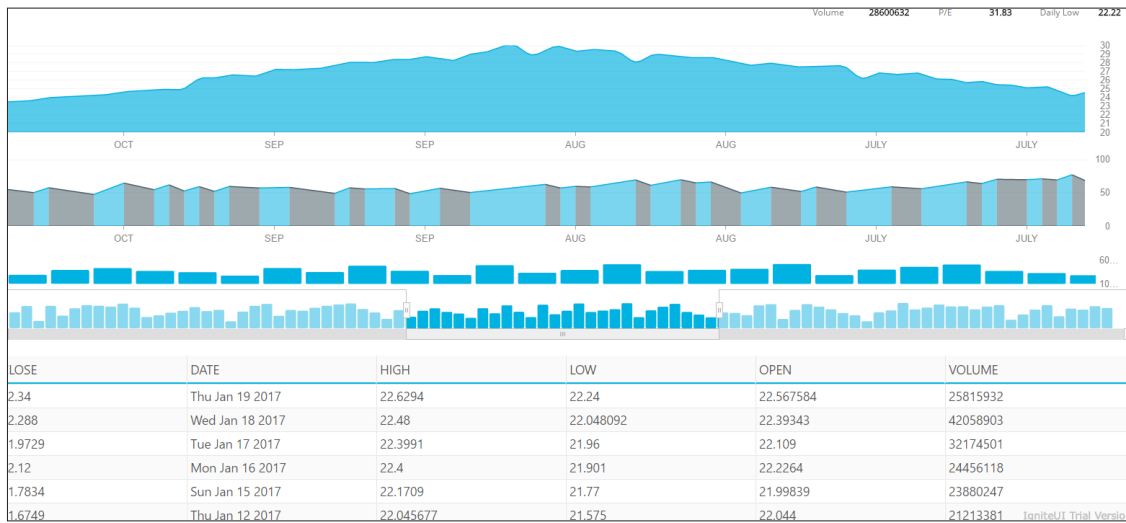 Volume 28600632 P/E 31.83 Daily Low 22.22
30
29
28
27
26
25
24
23
22
21
20
OCT SEP SEP AUG AUG JULY JULY
100
50
0
OCT SEP SEP AUG AUG JULY JULY
60...
10...
LOSE DATE HIGH LOW OPEN VOLUME
2.34 Thu Jan 19 2017 22.6294 22.24 22.567584 25815932
2.288 Wed Jan 18 2017 22.48 22.048092 22.39343 42058903
1.9729 Tue Jan 17 2017 22.3991 21.96 22.109 32174501
2.12 Mon Jan 16 2017 22.4 21.901 22.2264 24456118
1.7834 Sun Jan 15 2017 22.1709 21.77 21.99839 23880247
1.6749 Thu Jan 12 2017 22.045677 21.575 22.044 21213381 IgniteUI Trial Versio